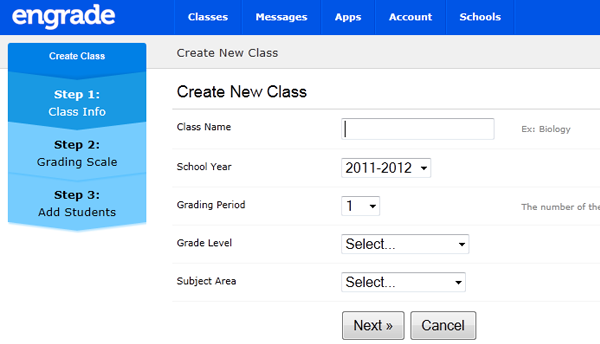 engrade
Classes Messages Apps Account Schools
Create Class
Step 1:
Class Info
Step 2:
Grading Scale
Step 3:
Add Students
Create New Class
Create New Class
Class Name Ex: Biology
School Year 2011-2012
Grading Period 1 The number of the
Grade Level Select...
Subject Area Select...
Next » Cancel